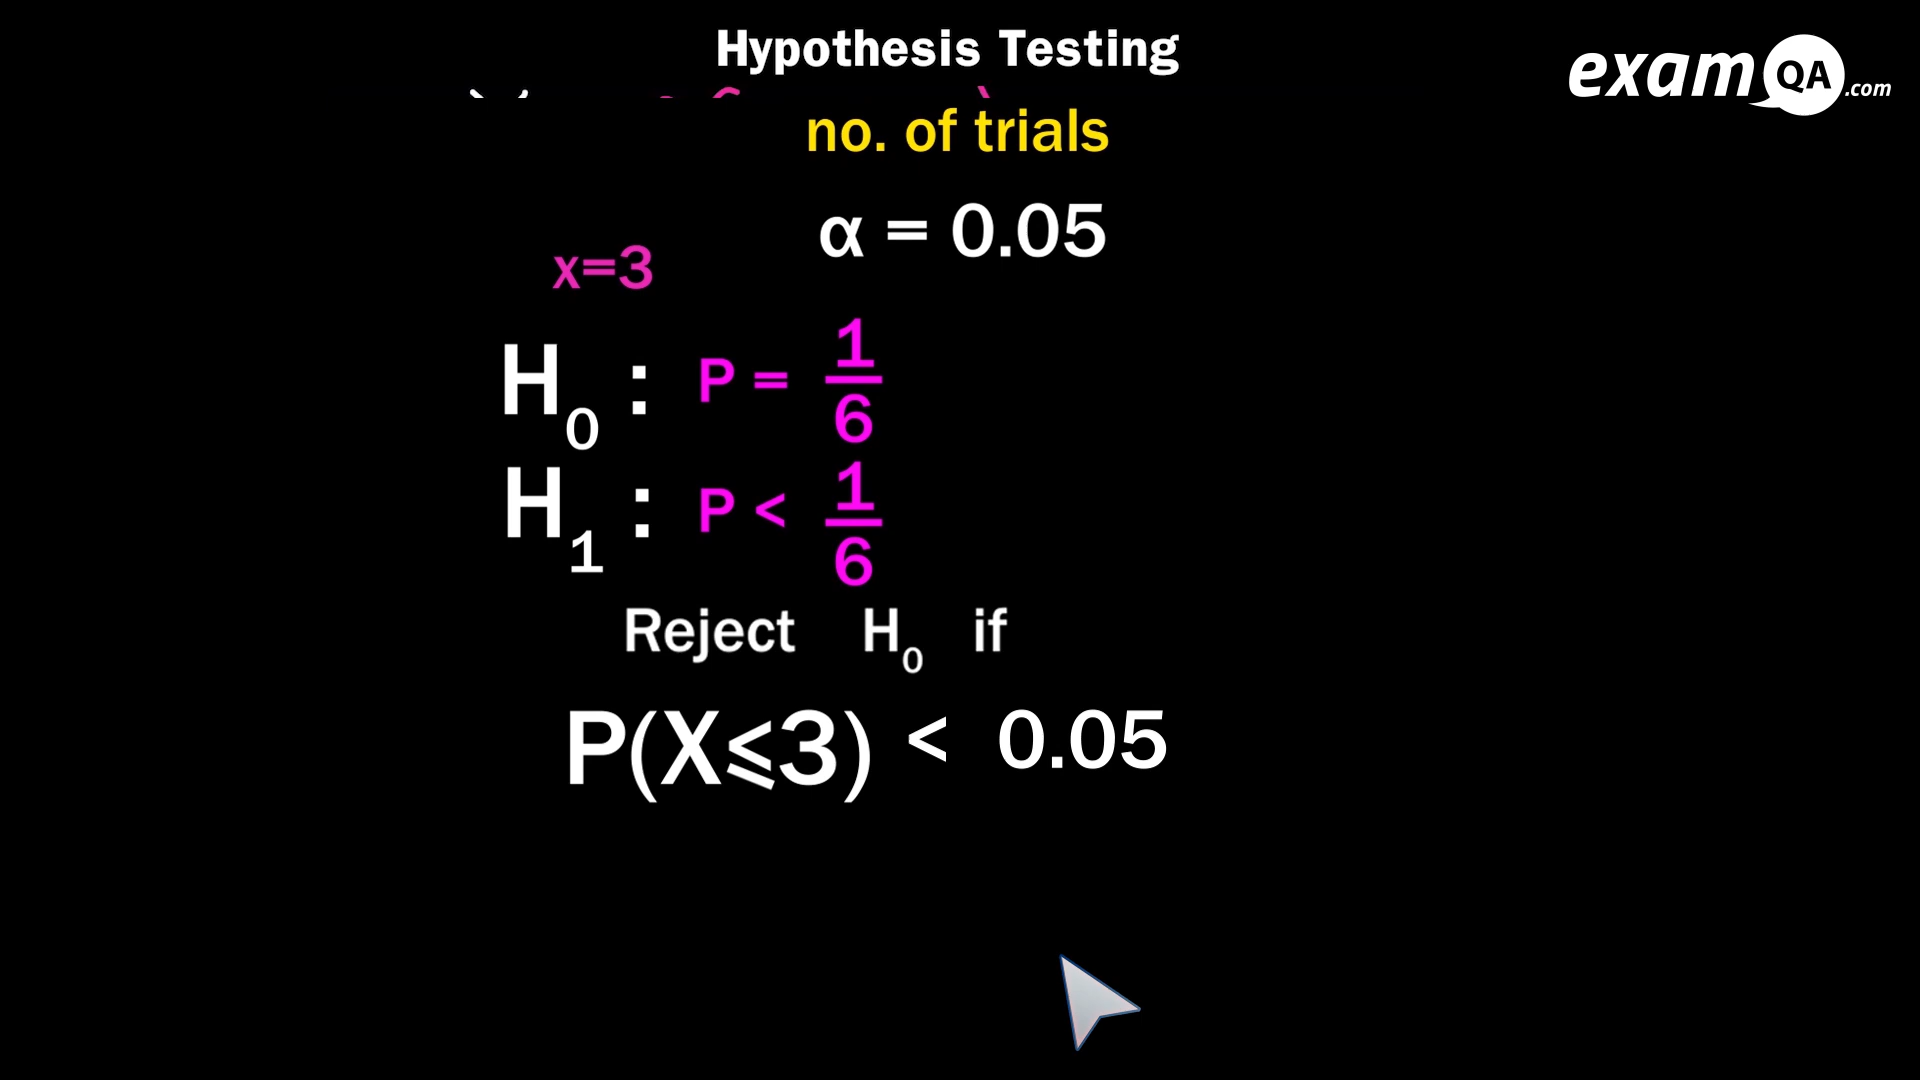 Hypothesis Testing
examQA.com
no. of trials
α = 0.05
x=3
H₀ : P = 1/6
H₁ : P < 1/6
Reject H₀ if
P(X⩽3) < 0.05